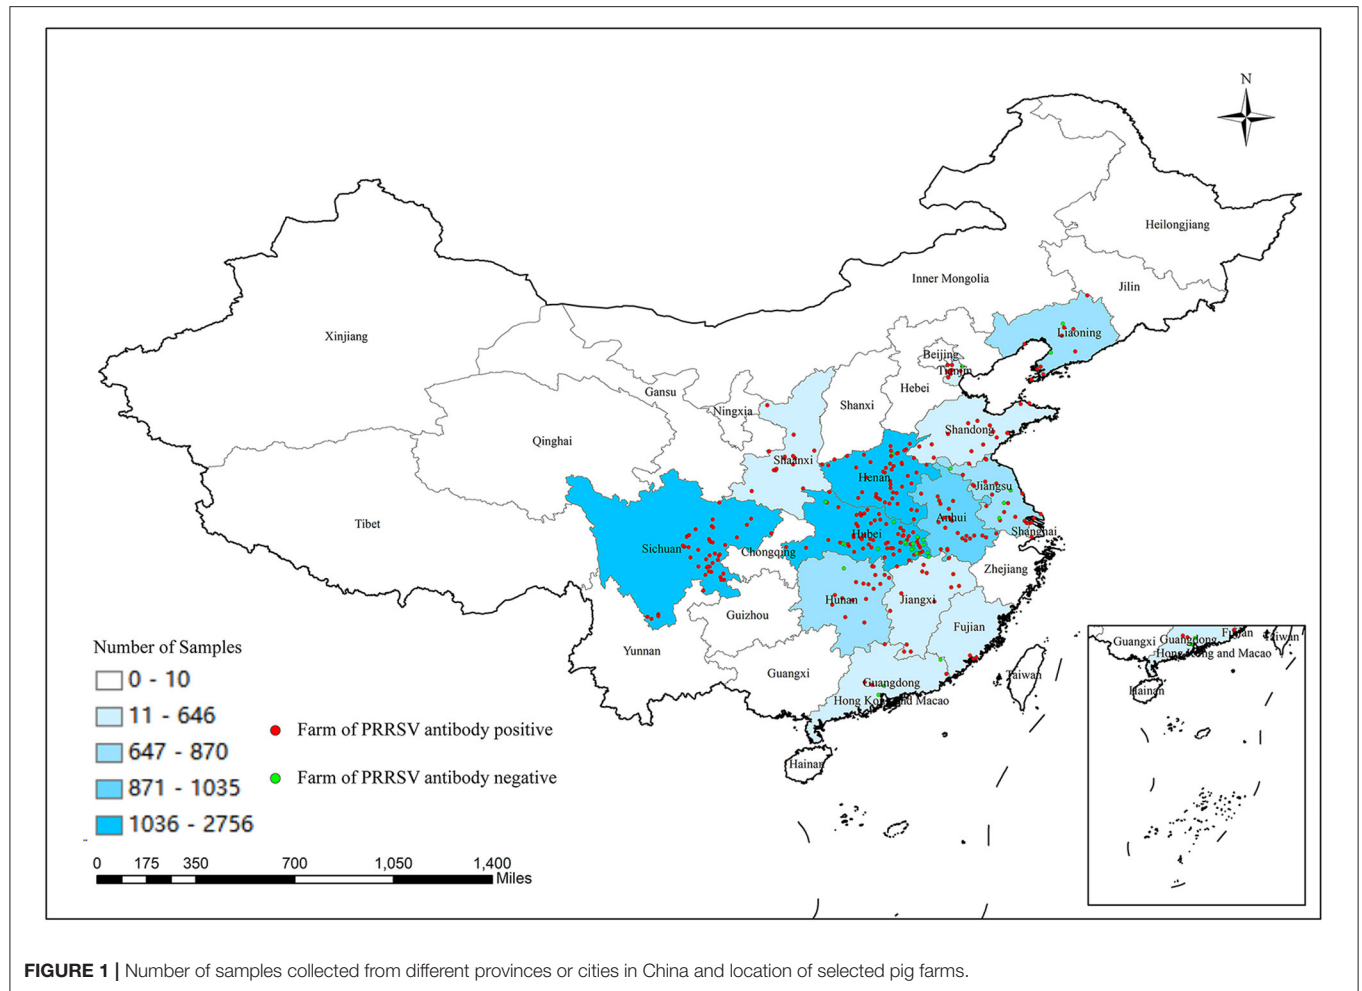 N
Heilongjiang
Inner Mongolia
Jilin
Xinjiang
Liaoning
Beijing
Tianjin
Hebei
Gansu
Ningxia
Shanxi
Qinghai
Shandong
Shaanxi
Henan
Jiangsu
Tibet
Anhui
Shanghai
Hubei
Sichuan
Chongqing
Zhejiang
Hunan
Jiangxi
Guizhou
Fujian
Yunnan
Guangxi
Taiwan
Guangdong
Hong Kong and Macao
Hainan
Number of Samples
0 - 10
11 - 646
647 - 870
871 - 1035
1036 - 2756
Farm of PRRSV antibody positive
Farm of PRRSV antibody negative
0 175 350 700 1,050 1,400
Miles
Guangxi Guangdong Fujian Taiwan
Hong Kong and Macao
Hainan
FIGURE 1 | Number of samples collected from different provinces or cities in China and location of selected pig farms.